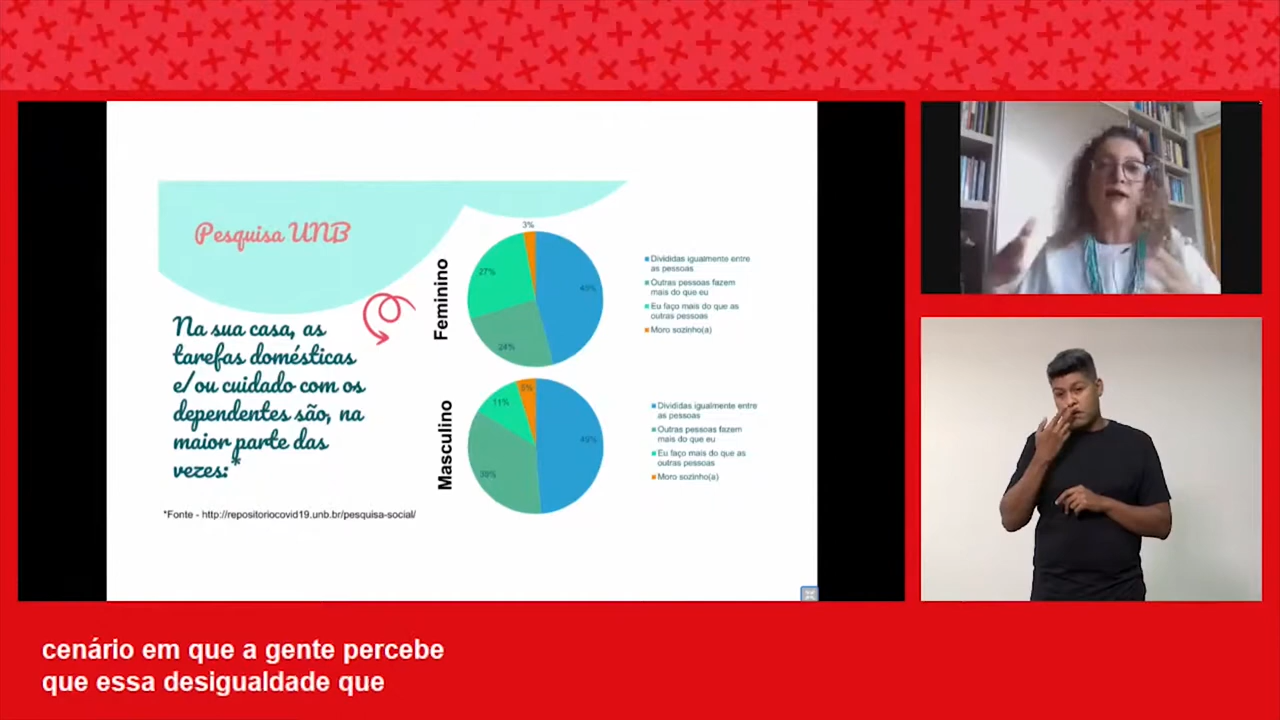 Pesquisa UNB
Na sua casa, as
tarefas domésticas
e/ou cuidado com os
dependentes são, na
maior parte das
vezes:*
*Fonte - http://repositoriocovid19.unb.br/pesquisa-social/
Feminino
3%
27%
24%
Divididas igualmente entre
as pessoas
Outras pessoas fazem
mais do que eu
Eu faço mais do que as
outras pessoas
Moro sozinho(a)
Masculino
5%
11%
49%
Divididas igualmente entre
as pessoas
Outras pessoas fazem
mais do que eu
Eu faço mais do que as
outras pessoas
Moro sozinho(a)
cenário em que a gente percebe
que essa desigualdade que